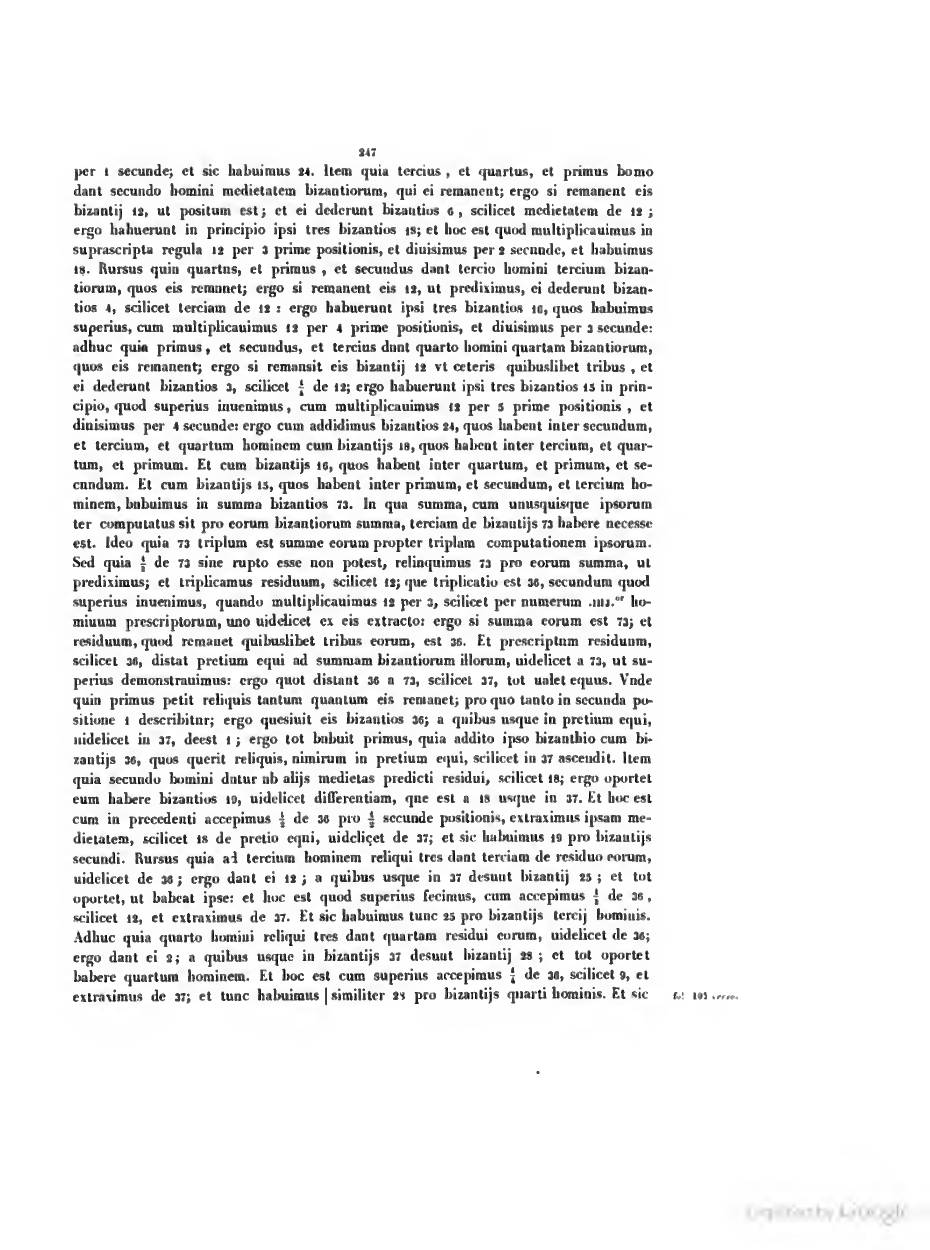 247
per 1 secunde; et sic habuimus 24. Item quia tercius, et quartus, et primus homo
dant secundo homini medietatem bizantiorum, qui ei remanent; ergo si remanent eis
bizantij 12, ut positum est; et ei dederunt bizantios 6, scilicet medietatem de 12;
ergo habuerunt in principio ipsi tres bizantios 18; et hoc est quod multiplicauimus in
suprascripta regula 12 per 3 prime positionis, et diuisimus per 2 secunde, et habuimus
18. Rursus quia quartus, et primus, et secundus dant tercio homini tercium bizan-
tiorum, quos eis remanet; ergo si remanent eis 12, ut prediximus, ei dederunt bizan-
tios 4, scilicet terciam de 12: ergo habuerunt ipsi tres bizantios 16, quos habuimus
superius, cum multiplicauimus 12 per 4 prime positionis, et diuisimus per 3 secunde:
adhuc quia primus, et secundus, et tercius dant quarto homini quartam bizantiorum,
quos eis remanent; ergo si remansit eis bizantij 12 vt ceteris quibuslibet tribus, et
ei dederunt bizantios 3, scilicet 1/4 de 12; ergo habuerunt ipsi tres bizantios 15 in prin-
cipio, quod superius inuenimus, cum multiplicauimus 12 per 5 prime positionis, et
diuisimus per 4 secunde: ergo cum addidimus bizantios 24, quos habent inter secundum,
et tercium, et quartum hominem cum bizantijs 18, quos habent inter tercium, et quar-
tum, et primum. Et cum bizantijs 16, quos habent inter quartum, et primum, et se-
cundum. Et cum bizantijs 15, quos habent inter primum, et secundum, et tercium ho-
minem, habuimus in summa bizantios 73. In qua summa, cum unusquisque ipsorum
ter computatus sit pro eorum bizantiorum summa, terciam de bizantijs 73 habere necesse
est. Ideo quia 73 triplum est summe eorum propter triplam computationem ipsorum.
Sed quia 1/3 de 73 sine rupto esse non potest, relinquimus 73 pro eorum summa, ut
prediximus; et triplicamus residuum, scilicet 12; que triplicatio est 36, secundum quod
superius inuenimus, quando multiplicauimus 12 per 3, scilicet per numerum .IIIJ.or ho-
minum prescriptorum, uno uidelicet ex eis extracto: ergo si summa eorum est 73; et
residuum, quod remanet quibuslibet tribus eorum, est 36. Et prescriptum residuum,
scilicet 36, distat pretium equi ad summam bizantiorum illorum, uidelicet a 73, ut su-
perius demonstrauimus: ergo quot distant 36 a 73, scilicet 37, tot ualet equus. Vnde
quia primus petit reliquis tantum quantum eis remanet; pro quo tanto in secunda po-
sitione 1 describitur; ergo quesiuit eis bizantios 36; a quibus usque in pretium equi,
uidelicet in 37, deest 1; ergo tot habuit primus, quia addito ipso bizanthio cum bi-
zantijs 36, quos querit reliquis, nimirum in pretium equi, scilicet in 37 ascendit. Item
quia secundo homini datur ab alijs medietas predicti residui, scilicet 18; ergo oportet
eum habere bizantios 19, uidelicet differentiam, que est a 18 usque in 37. Et hoc est
cum in precedenti accepimus 1/2 de 36 pro 1/2 secunde positionis, extraximus ipsam me-
dietatem, scilicet 18 de pretio equi, uidelicet de 37; et sic habuimus 19 pro bizantijs
secundi. Rursus quia ad tercium hominem reliqui tres dant terciam de residuo eorum,
uidelicet de 36; ergo dant ei 12; a quibus usque in 37 desunt bizantij 25; et tot
oportet, ut habeat ipse: et hoc est quod superius fecimus, cum accepimus 1/3 de 36,
scilicet 12, et extraximus de 37. Et sic habuimus tunc 25 pro bizantijs tercij hominis.
Adhuc quia quarto homini reliqui tres dant quartam residui eorum, uidelicet de 36;
ergo dant ei 2; a quibus usque in bizantijs 37 desunt bizantij 28; et tot oportet
habere quartum hominem. Et hoc est cum superius accepimus 1/4 de 36, scilicet 9, et
extraximus de 37; et tunc habuimus | similiter 28 pro bizantijs quarti hominis. Et sic
fol. 103 verso.
Digitized by Google